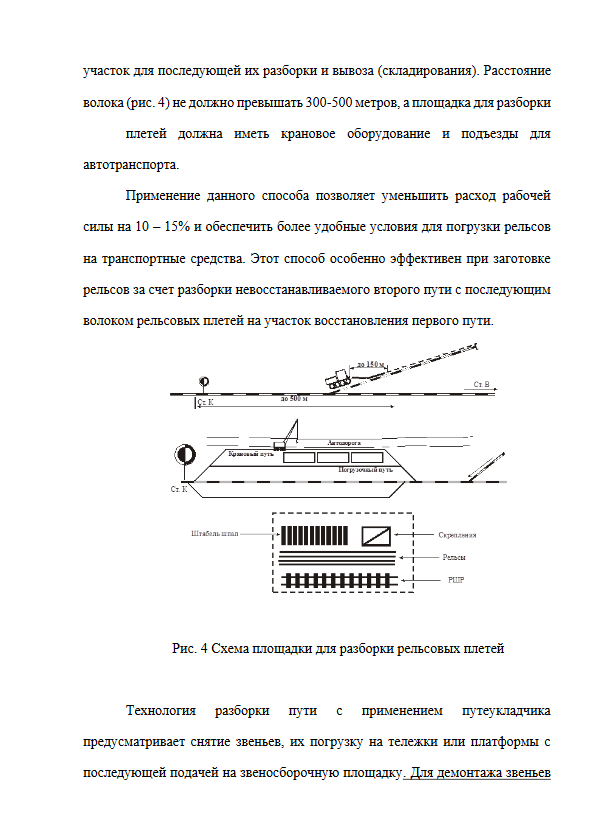 участок для последующей их разборки и вывоза (складирования). Расстояние
волока (рис. 4) не должно превышать 300-500 метров, а площадка для разборки
плетей должна иметь крановое оборудование и подъезды для
автотранспорта.
Применение данного способа позволяет уменьшить расход рабочей
силы на 10 – 15% и обеспечить более удобные условия для погрузки рельсов
на транспортные средства. Этот способ особенно эффективен при заготовке
рельсов за счет разборки невосстанавливаемого второго пути с последующим
волоком рельсовых плетей на участок восстановления первого пути.
до 150 м
Ст. В
Ст. К
до 500 м
Автодорога
Крановый путь
Погрузочный путь
Ст. К
Штабель шпал
Скрепления
Рельсы
РШР
Рис. 4 Схема площадки для разборки рельсовых плетей
Технология разборки пути с применением путеукладчика
предусматривает снятие звеньев, их погрузку на тележки или платформы с
последующей подачей на звеносборочную площадку. Для демонтажа звеньев